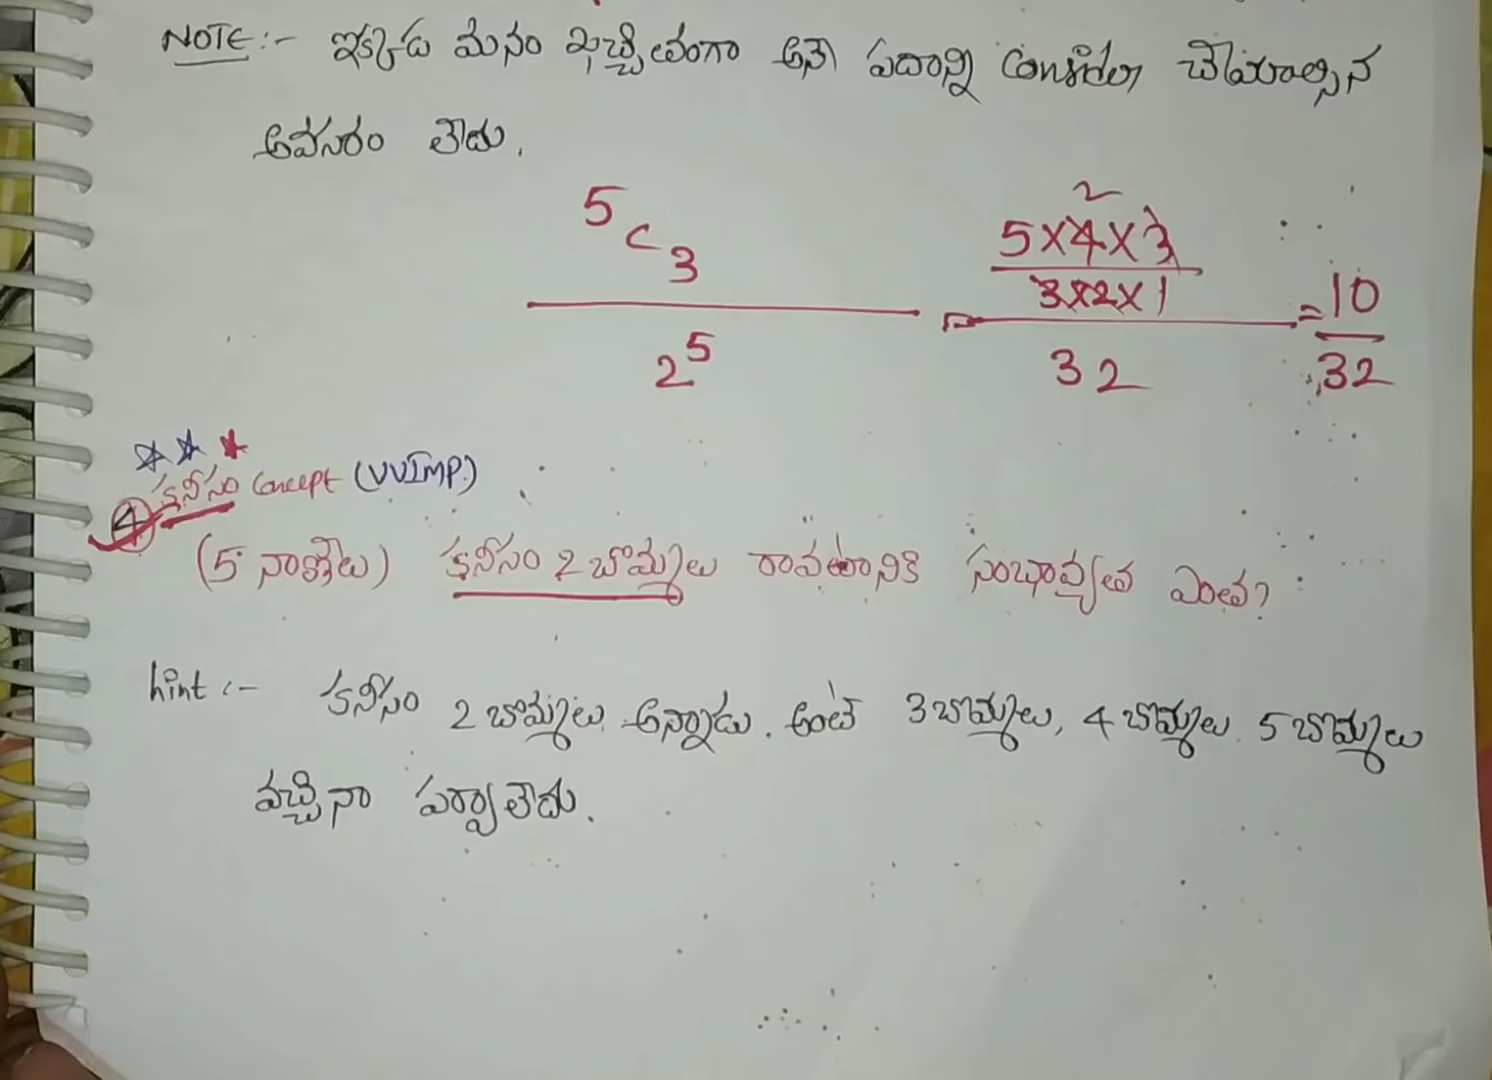 NOTE:- ఇక్కడ మనం ఖచ్చితంగా అనే పదాన్ని Consider చేయాల్సిన
అవసరం లేదు.
5C3 / 2^5 = (5×4×3 / 3×2×1) / 32 = 10/32
కనీసం Concept (VVIMP.)
④ (5 నాణేలు) కనీసం 2 బొమ్మలు రావటానికి సంభావ్యత ఎంత?
hint :- కనీసం 2 బొమ్మలు అన్నాడు. అంటే 3 బొమ్మలు, 4 బొమ్మలు. 5 బొమ్మలు
వచ్చినా పర్వాలేదు.